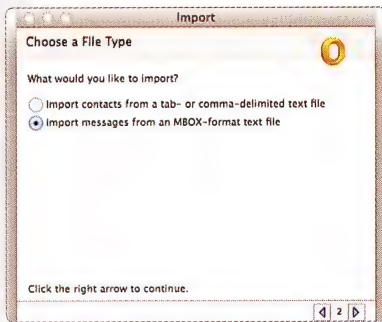 Import
Choose a File Type
What would you like to import?
Import contacts from a tab- or comma-delimited text file
Import messages from an MBOX-format text file
Click the right arrow to continue.
2